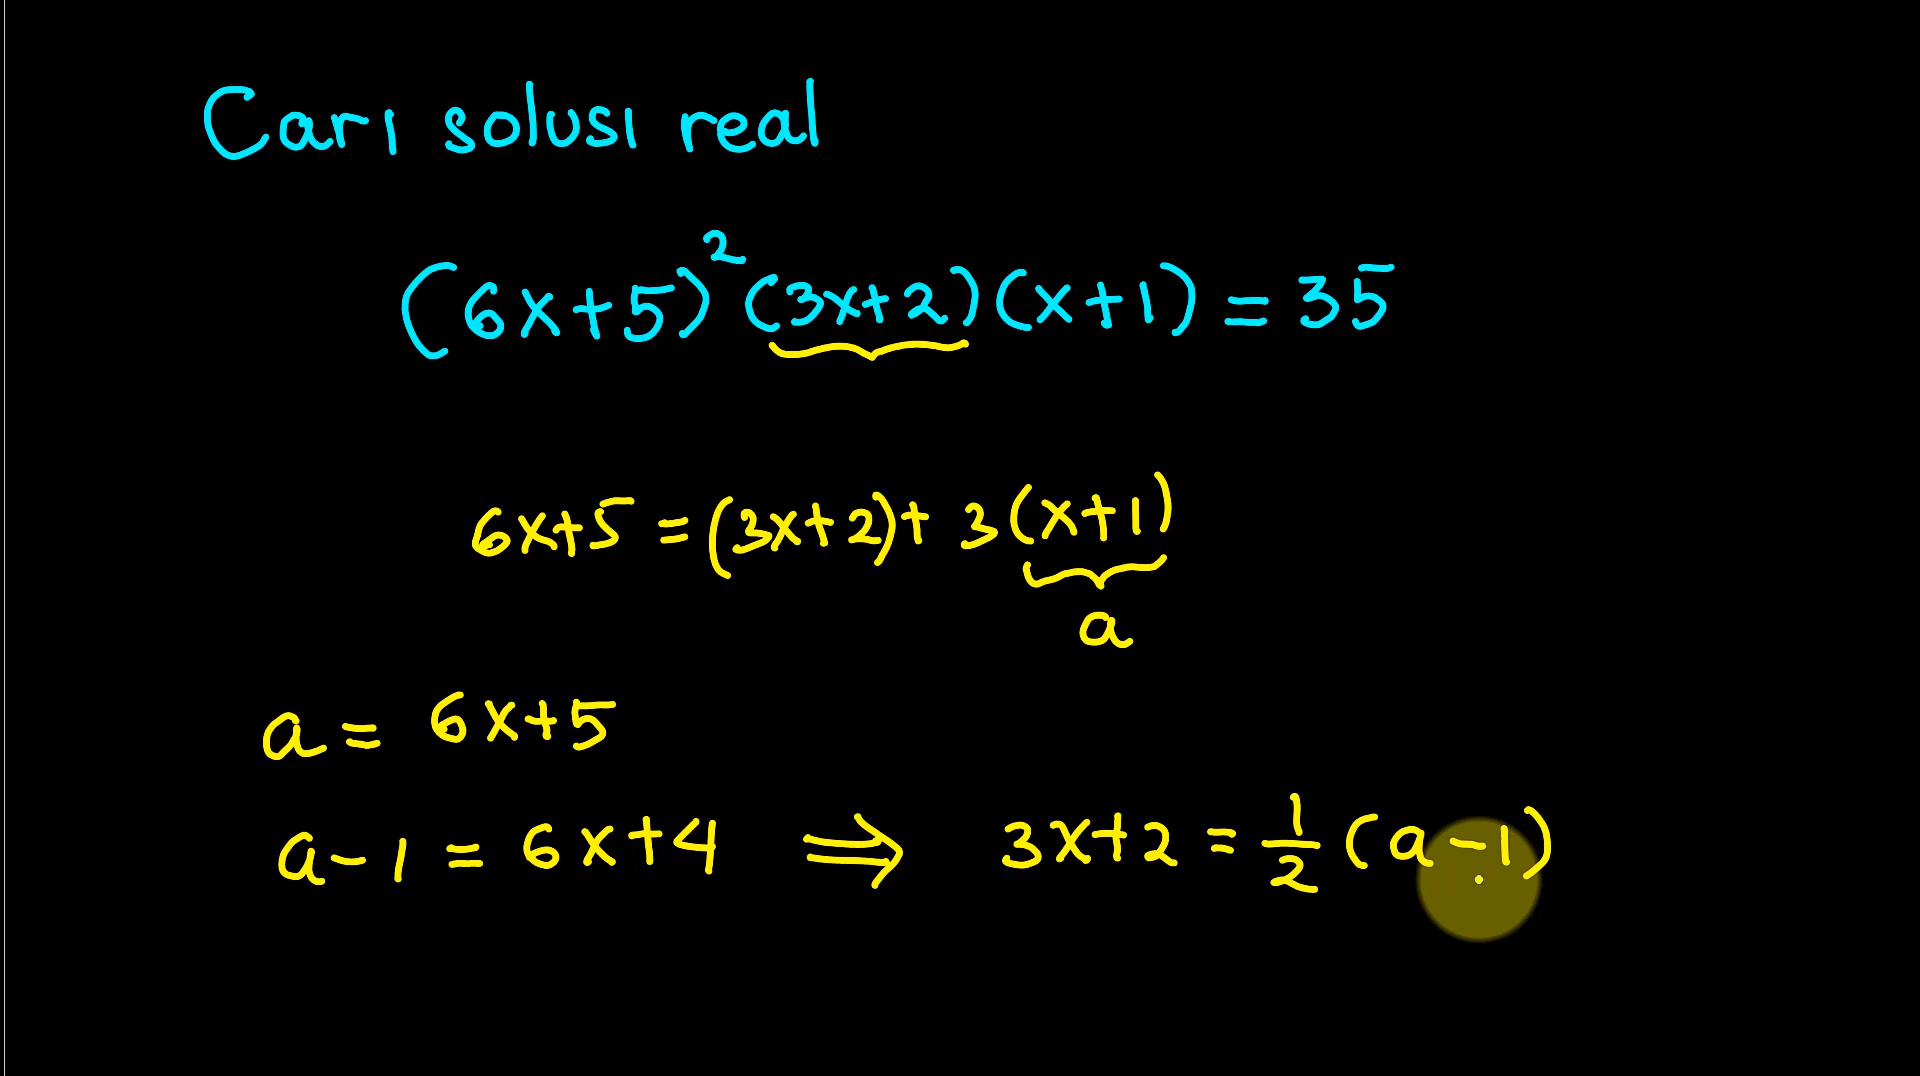 Cari solusi real
(6x+5)²(3x+2)(x+1)=35
6x+5=(3x+2)+3(x+1)
a
a=6x+5
a-1=6x+4 ⇒ 3x+2=1/2(a-1)